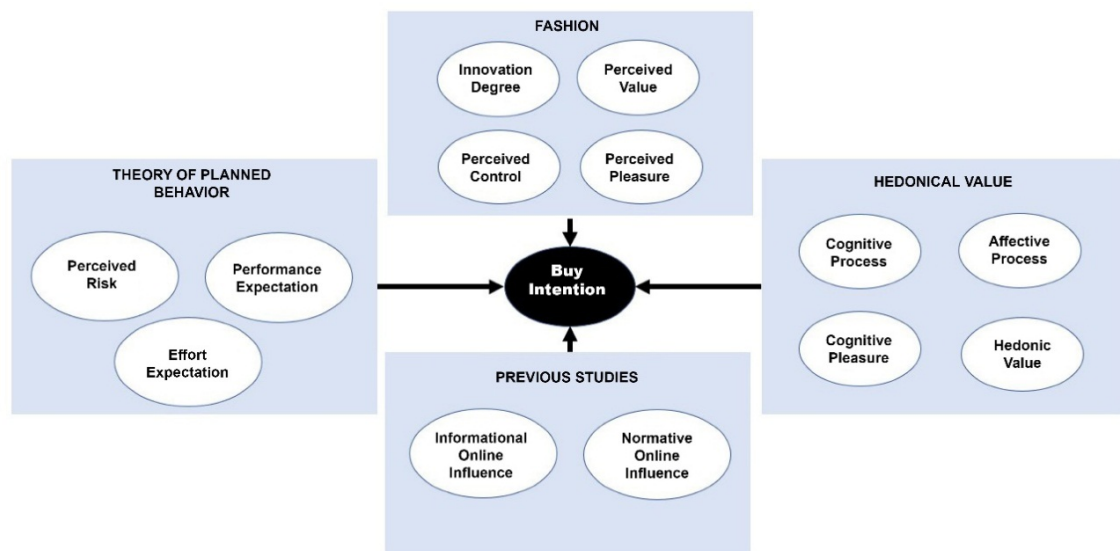 FASHION
Innovation
Degree
Perceived
Value
Perceived
Control
Perceived
Pleasure
THEORY OF PLANNED
BEHAVIOR
Perceived
Risk
Performance
Expectation
Effort
Expectation
Buy
Intention
HEDONICAL VALUE
Cognitive
Process
Affective
Process
Cognitive
Pleasure
Hedonic
Value
PREVIOUS STUDIES
Informational
Online
Influence
Normative
Online
Influence